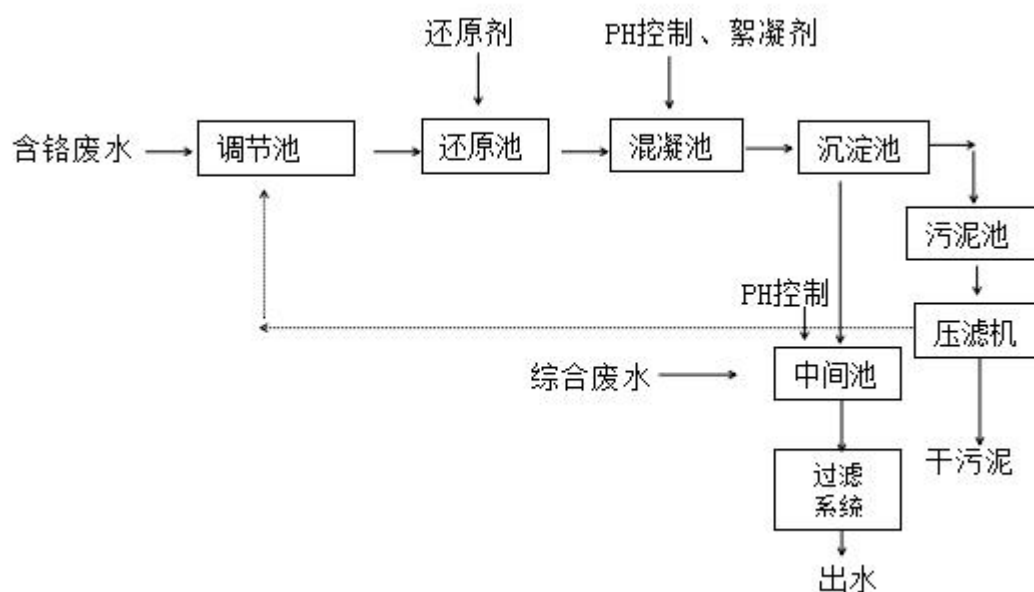 还原剂
PH控制、絮凝剂
含铬废水
调节池
还原池
混凝池
沉淀池
污泥池
PH控制
压滤机
综合废水
中间池
干污泥
过滤
系统
出水